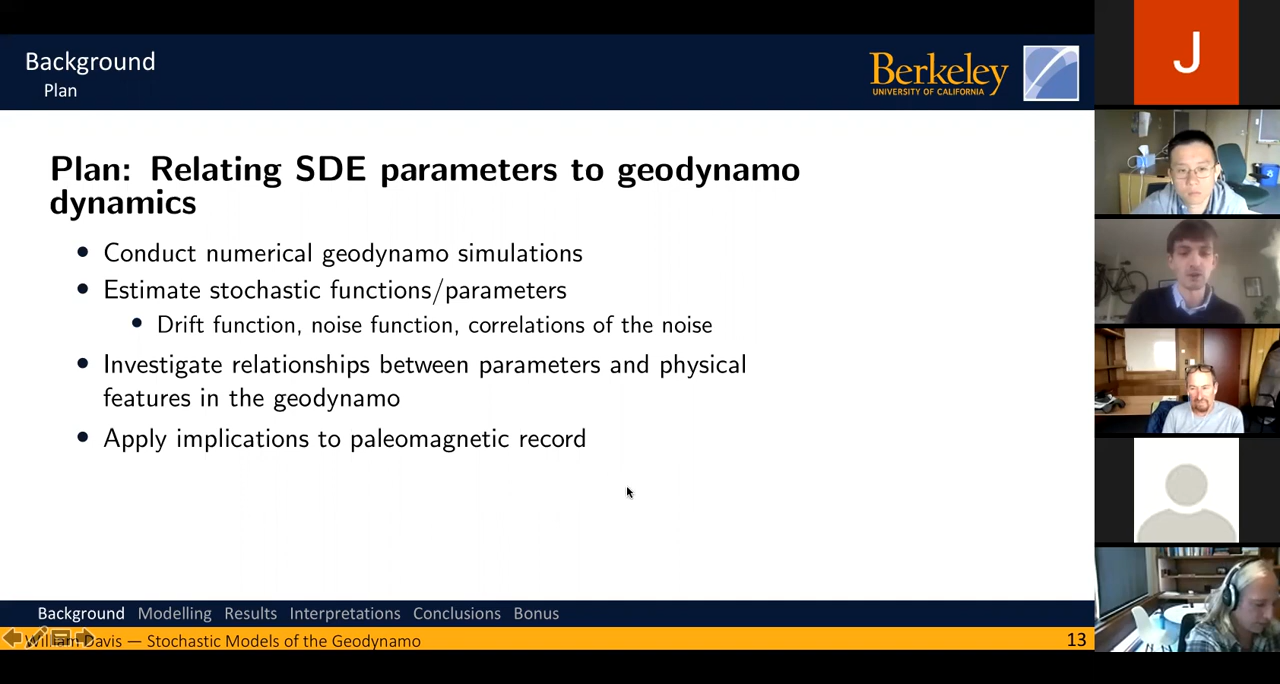 Background
Plan
Berkeley
UNIVERSITY OF CALIFORNIA
J
Plan: Relating SDE parameters to geodynamo
dynamics
• Conduct numerical geodynamo simulations
• Estimate stochastic functions/parameters
• Drift function, noise function, correlations of the noise
• Investigate relationships between parameters and physical
features in the geodynamo
• Apply implications to paleomagnetic record
Background Modelling Results Interpretations Conclusions Bonus
William Davis — Stochastic Models of the Geodynamo
13